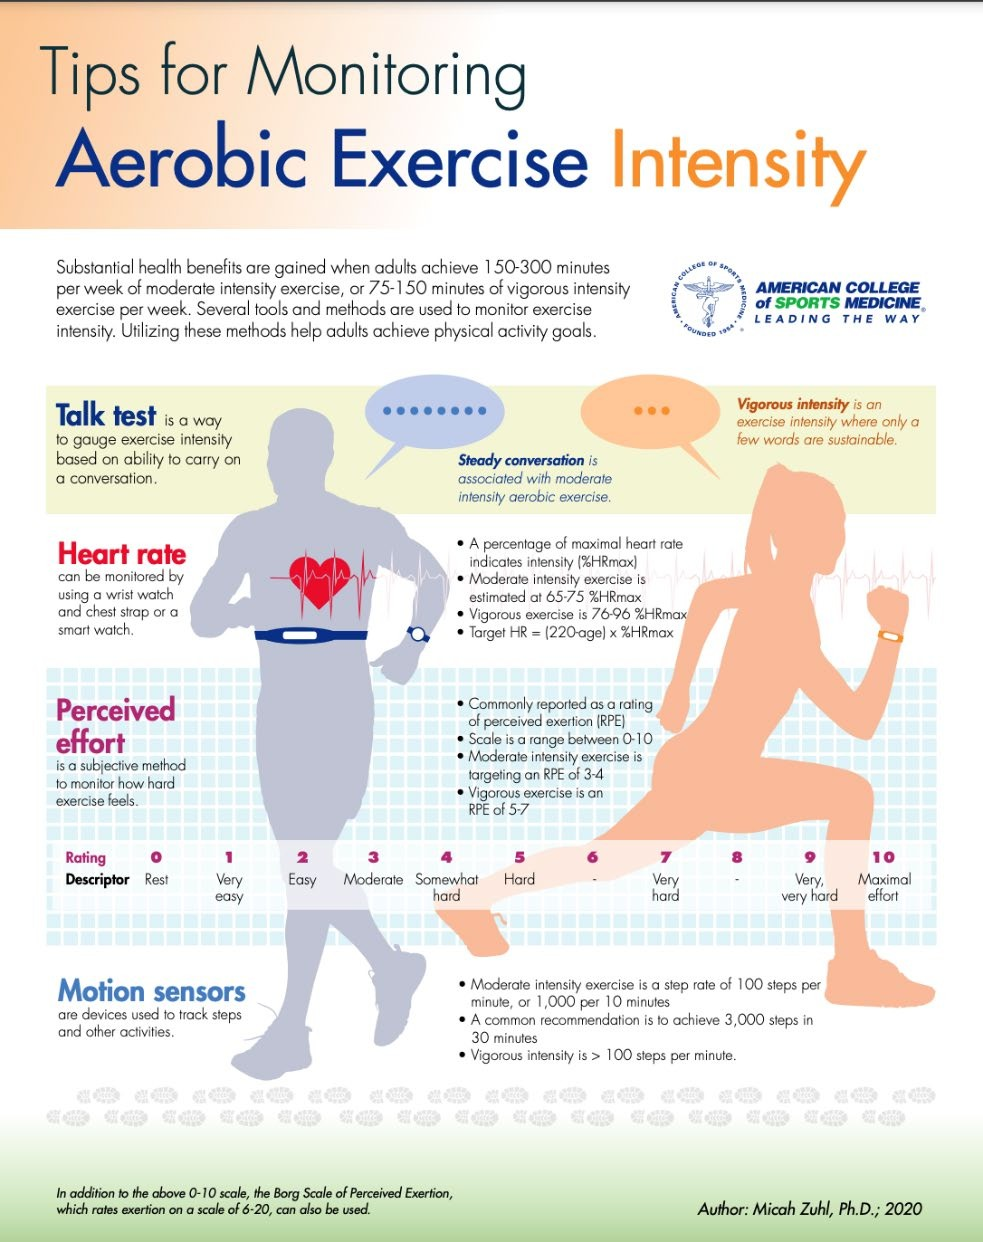 Tips for Monitoring
Aerobic Exercise Intensity
Substantial health benefits are gained when adults achieve 150-300 minutes
per week of moderate intensity exercise, or 75-150 minutes of vigorous intensity
exercise per week. Several tools and methods are used to monitor exercise
intensity. Utilizing these methods help adults achieve physical activity goals.
AMERICAN COLLEGE OF SPORTS MEDICINE
FOUNDED 1954
AMERICAN COLLEGE
of SPORTS MEDICINE®
LEADING THE WAY
Talk test is a way
to gauge exercise intensity
based on ability to carry on
a conversation.
Steady conversation is
associated with moderate
intensity aerobic exercise.
Vigorous intensity is an
exercise intensity where only a
few words are sustainable.
Heart rate
can be monitored by
using a wrist watch
and chest strap or a
smart watch.
• A percentage of maximal heart rate
indicates intensity (%HRmax)
• Moderate intensity exercise is
estimated at 65-75 %HRmax
• Vigorous exercise is 76-96 %HRmax
• Target HR = (220-age) x %HRmax
Perceived
effort
is a subjective method
to monitor how hard
exercise feels.
• Commonly reported as a rating
of perceived exertion (RPE)
• Scale is a range between 0-10
• Moderate intensity exercise is
targeting an RPE of 3-4
• Vigorous exercise is an
RPE of 5-7
Rating 0 1 2 3 4 5 6 7 8 9 10
Descriptor Rest Very Easy Moderate Somewhat Hard - Very - Very, Maximal
easy hard hard very hard effort
Motion sensors
are devices used to track steps
and other activities.
• Moderate intensity exercise is a step rate of 100 steps per
minute, or 1,000 per 10 minutes
• A common recommendation is to achieve 3,000 steps in
30 minutes
• Vigorous intensity is > 100 steps per minute.
In addition to the above 0-10 scale, the Borg Scale of Perceived Exertion,
which rates exertion on a scale of 6-20, can also be used.
Author: Micah Zuhl, Ph.D.; 2020